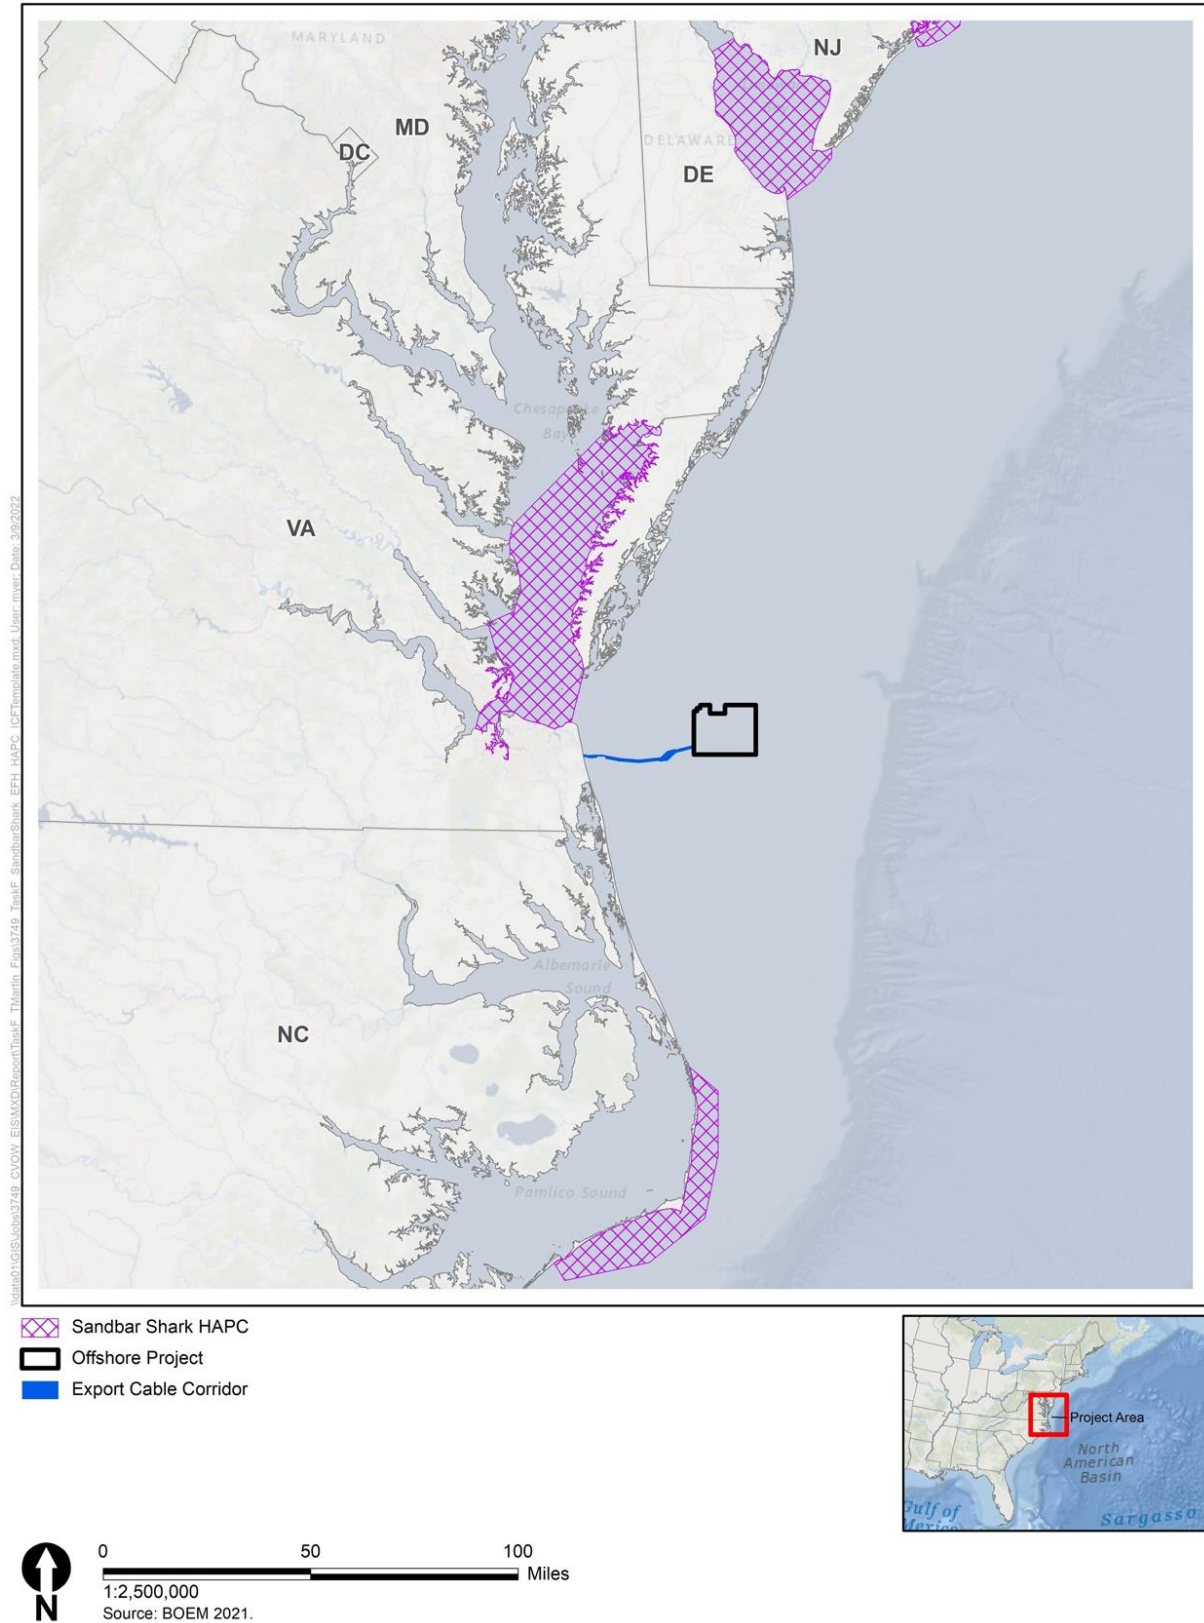 MARYLAND
NJ
MD
DC
DELAWARE
DE
Chesapeake
Bay
VA
Albemarle
Sound
NC
Pamlico Sound
Sandbar Shark HAPC
Offshore Project
Export Cable Corridor
Project Area
North
American
Basin
Gulf of
Mexico
Sargasso
0 50 100
Miles
1:2,500,000
Source: BOEM 2021.
N